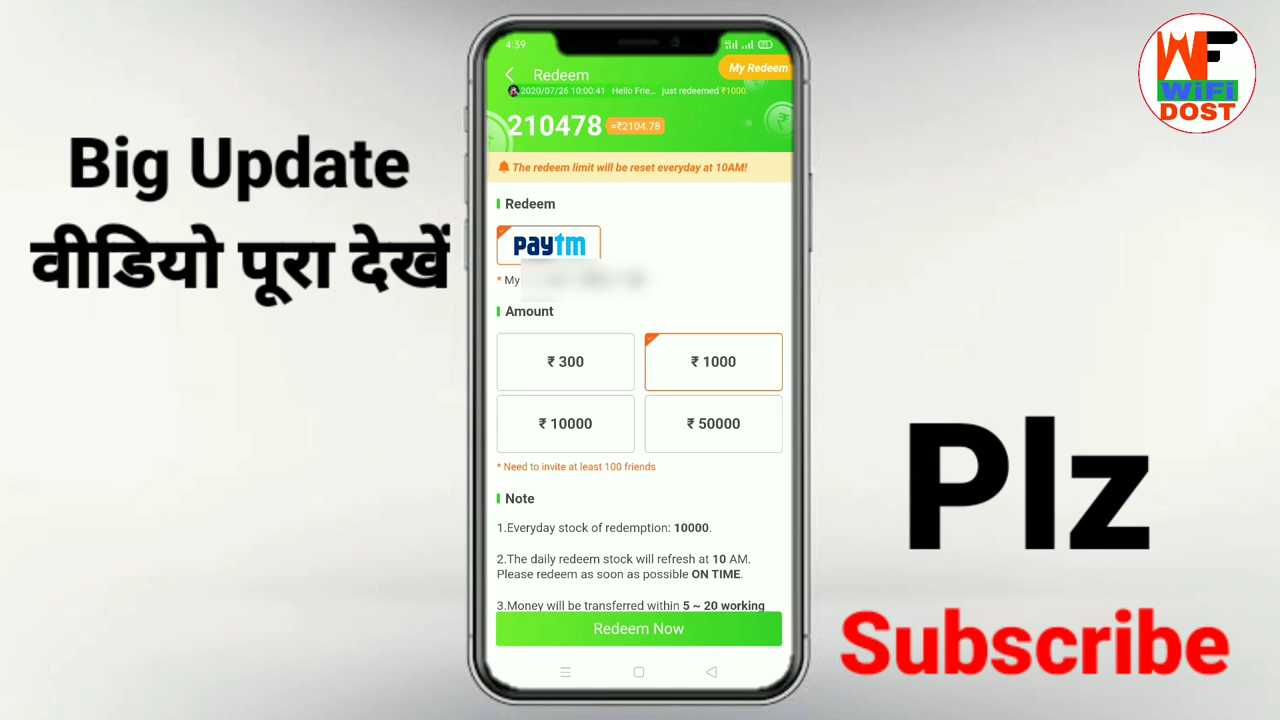 4:39
Redeem
My Redeem
2020/07/26 10:00:41 Hello Frie... just redeemed ₹1000.
210478 =₹2104.78
The redeem limit will be reset everyday at 10AM!
Redeem
paytm
* My
Amount
₹ 300
₹ 1000
₹ 10000
₹ 50000
* Need to invite at least 100 friends
Note
1.Everyday stock of redemption: 10000.
2.The daily redeem stock will refresh at 10 AM.
Please redeem as soon as possible ON TIME.
3.Money will be transferred within 5 ~ 20 working
Redeem Now
Big Update
वीडियो पूरा देखें
WF
WiFi
DOST
Plz
Subscribe